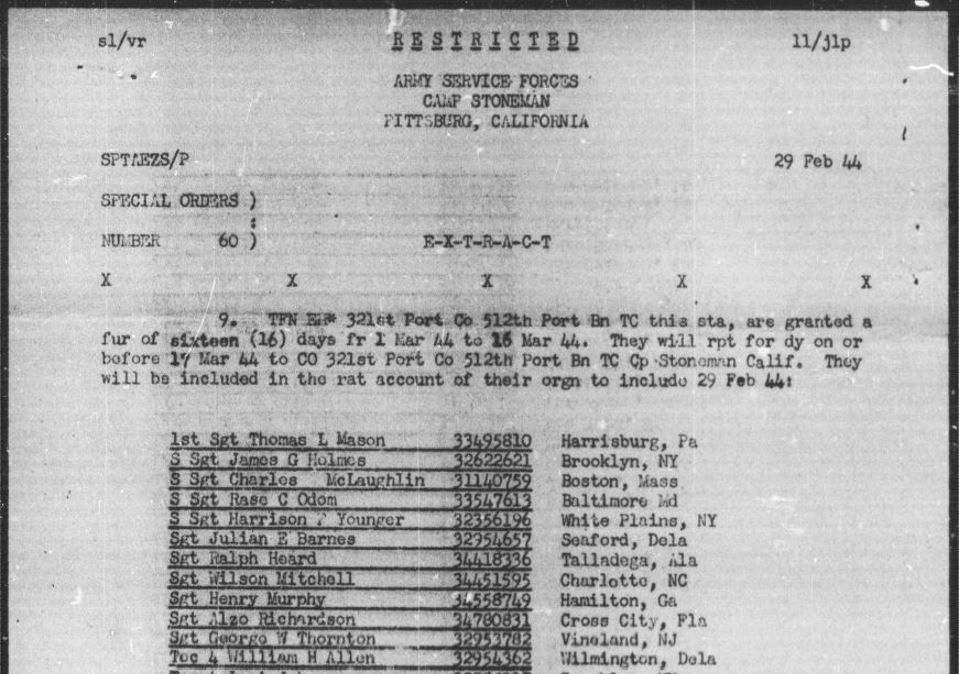 sl/vr R E S T R I C T E D ll/jlp
ARMY SERVICE FORCES
CAMP STONEMAN
PITTSBURG, CALIFORNIA
SPTAEZS/P 29 Feb 44
SPECIAL ORDERS )
:
NUMBER 60 ) E-X-T-R-A-C-T
X X X X X
9. TFN EM* 321st Port Co 512th Port Bn TC this sta, are granted a
fur of sixteen (16) days fr 1 Mar 44 to 16 Mar 44. They will rpt for dy on or
before 17 Mar 44 to CO 321st Port Co 512th Port Bn TC Cp Stoneman Calif. They
will be included in the rat account of their orgn to include 29 Feb 44:
1st Sgt Thomas L Mason 33495810 Harrisburg, Pa
S Sgt James G Holmes 32622621 Brooklyn, NY
S Sgt Charles McLaughlin 31140759 Boston, Mass
S Sgt Rase C Odom 33547613 Baltimore Md
S Sgt Harrison Younger 32356196 White Plains, NY
Sgt Julian E Barnes 32954657 Seaford, Dela
Sgt Ralph Heard 34418336 Talladega, Ala
Sgt Wilson Mitchell 34451595 Charlotte, NC
Sgt Henry Murphy 34558749 Hamilton, Ga
Sgt Alzo Richardson 34780831 Cross City, Fla
Sgt George W Thornton 32953782 Vineland, NJ
Tec 4 William H Allen 32954362 Wilmington, Dela